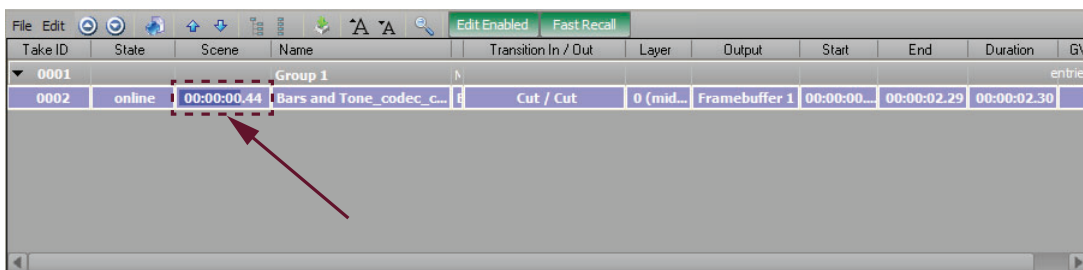 File Edit A A Edit Enabled Fast Recall
Take ID State Scene Name Transition In / Out Layer Output Start End Duration
0001 Group 1 entrie
0002 online 00:00:00.44 Bars and Tone_codec_c... Cut / Cut 0 (mid... Framebuffer 1 00:00:00.... 00:00:02.29 00:00:02.30